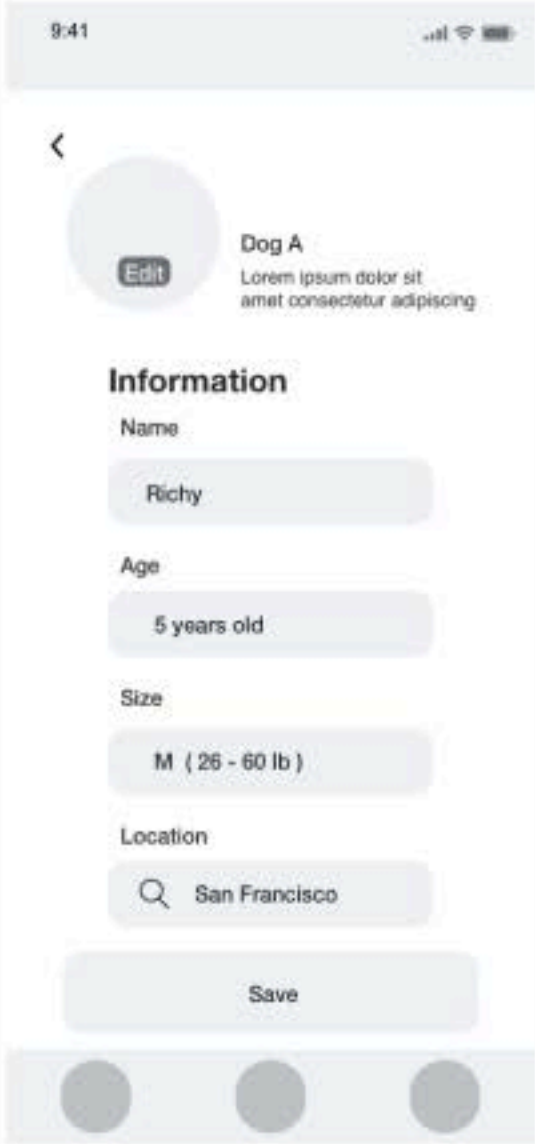 9:41
Edit
Dog A
Lorem ipsum dolor sit
amet consectetur adipiscing
Information
Name
Richy
Age
5 years old
Size
M ( 26 - 60 lb )
Location
San Francisco
Save